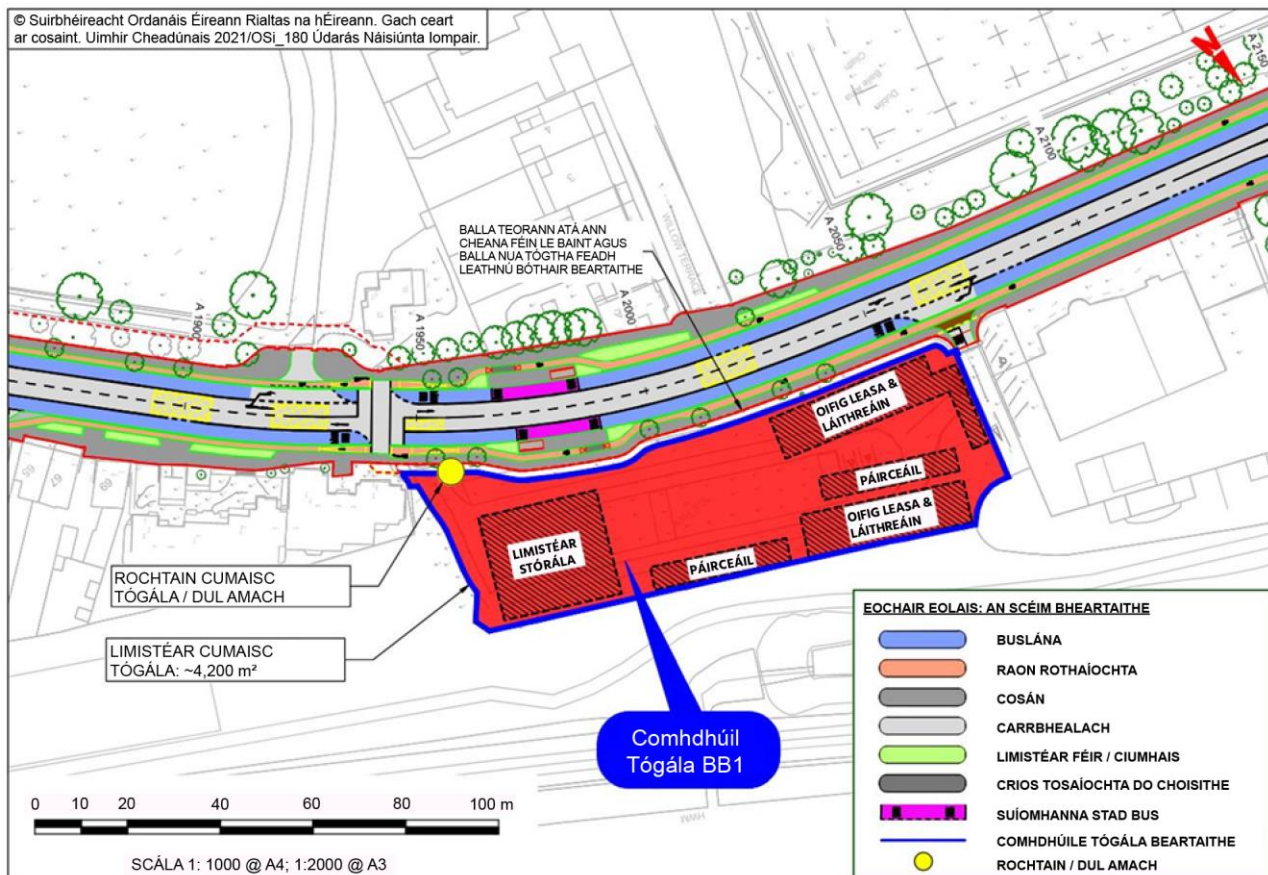 © Suirbhéireacht Ordanáis Éireann Rialtas na hÉireann. Gach ceart
ar cosaint. Uimhir Cheadúnais 2021/OSi_180 Údarás Náisiúnta Iompair.
N
A 2150
A 2100
A 2050
A 2000
A 1950
A 1900
WILLOW TERRACE
BALLA TEORANN ATÁ ANN
CHEANA FÉIN LE BAINT AGUS
BALLA NUA TÓGTHA FEADH
LEATHNÚ BÓTHAIR BEARTAITHE
OIFIG LEASA &
LÁITHREÁIN
PÁIRCEÁIL
OIFIG LEASA &
LÁITHREÁIN
PÁIRCEÁIL
LIMISTÉAR
STÓRÁLA
65
67
69
ROCHTAIN CUMAISC
TÓGÁLA / DUL AMACH
LIMISTÉAR CUMAISC
TÓGÁLA: ~4,200 m²
Comhdhúil
Tógála BB1
HWM
0 10 20 40 60 80 100 m
SCÁLA 1: 1000 @ A4; 1:2000 @ A3
EOCHAIR EOLAIS: AN SCÉIM BHEARTAITHE
BUSLÁNA
RAON ROTHAÍOCHTA
COSÁN
CARRBHEALACH
LIMISTÉAR FÉIR / CIUMHAIS
CRIOS TOSAÍOCHTA DO CHOISITHE
SUÍOMHANNA STAD BUS
COMHDHÚILE TÓGÁLA BEARTAITHE
ROCHTAIN / DUL AMACH